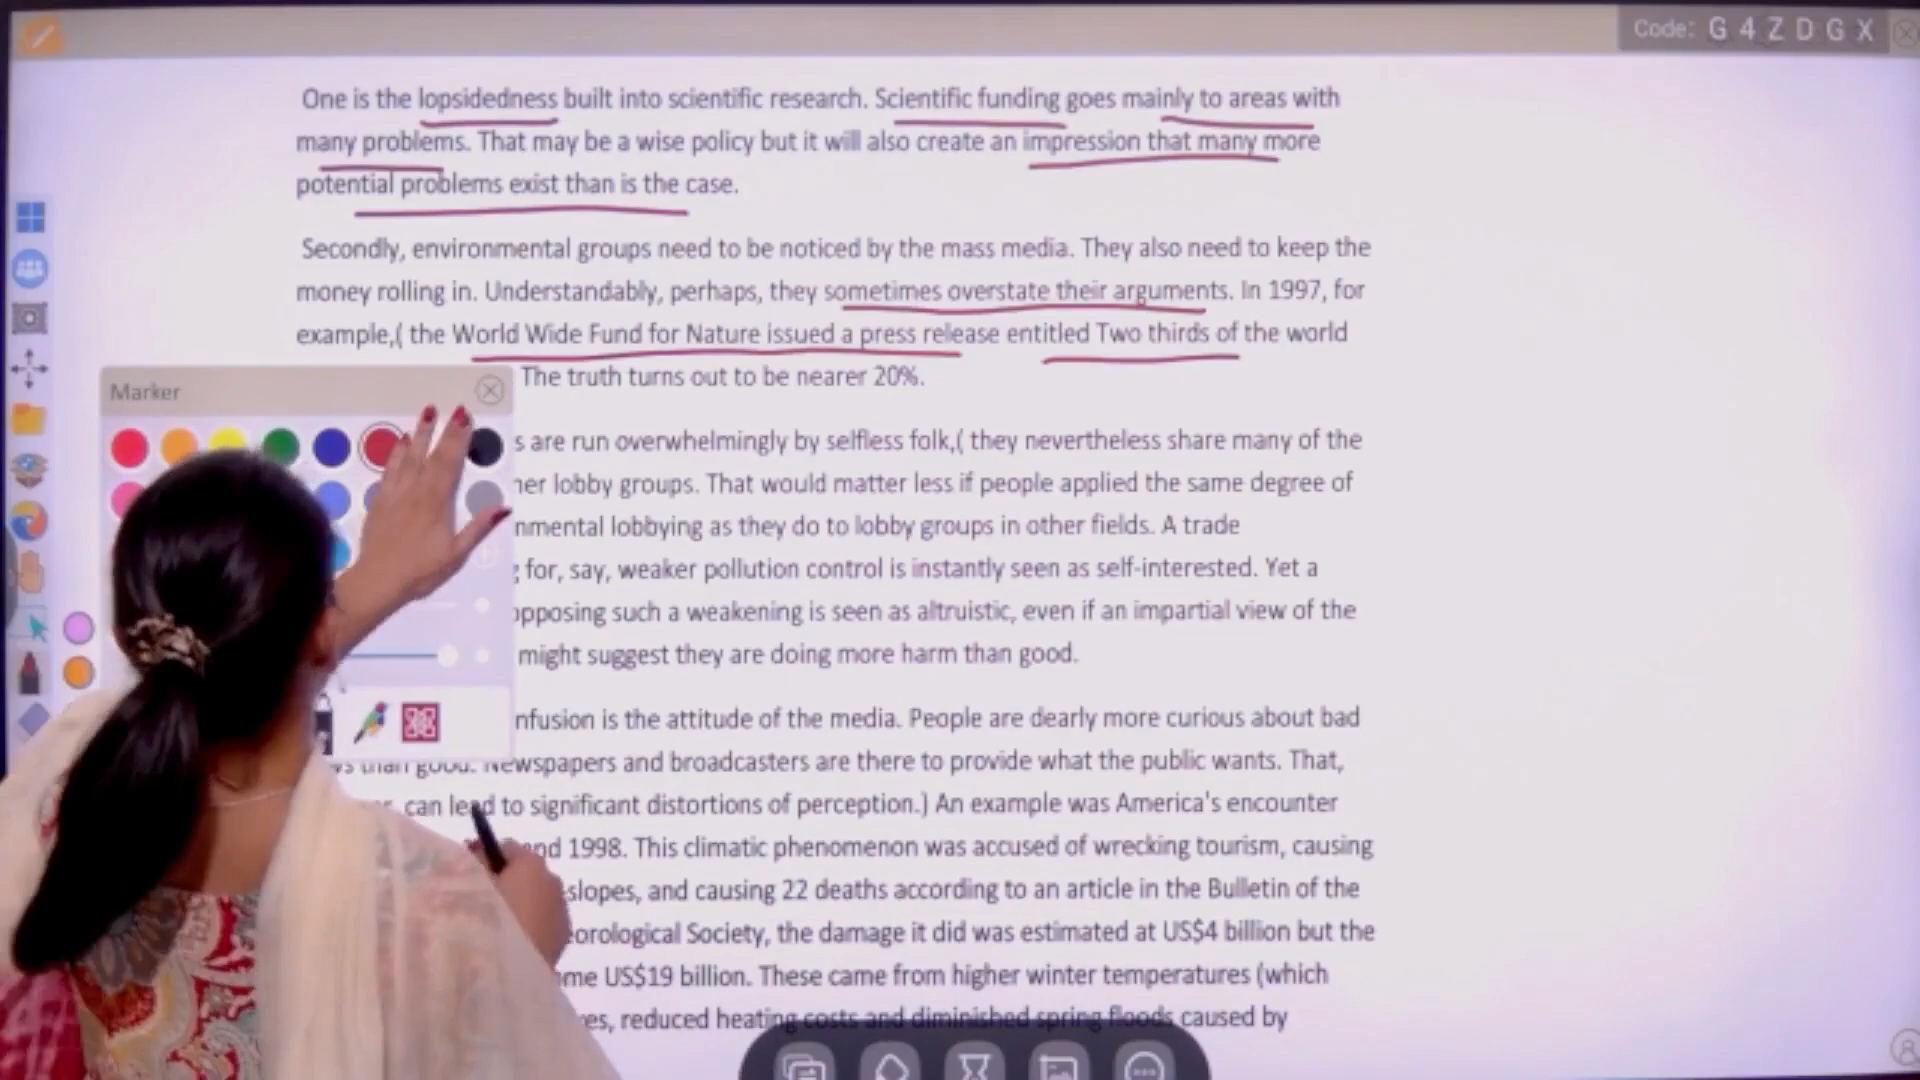 Code: G 4 Z D G X
One is the lopsidedness built into scientific research. Scientific funding goes mainly to areas with
many problems. That may be a wise policy but it will also create an impression that many more
potential problems exist than is the case.
Secondly, environmental groups need to be noticed by the mass media. They also need to keep the
money rolling in. Understandably, perhaps, they sometimes overstate their arguments. In 1997, for
example,( the World Wide Fund for Nature issued a press release entitled Two thirds of the world
Marker
The truth turns out to be nearer 20%.
s are run overwhelmingly by selfless folk,( they nevertheless share many of the
her lobby groups. That would matter less if people applied the same degree of
nmental lobbying as they do to lobby groups in other fields. A trade
for, say, weaker pollution control is instantly seen as self-interested. Yet a
opposing such a weakening is seen as altruistic, even if an impartial view of the
might suggest they are doing more harm than good.
nfusion is the attitude of the media. People are dearly more curious about bad
than good. Newspapers and broadcasters are there to provide what the public wants. That,
can lead to significant distortions of perception.) An example was America's encounter
and 1998. This climatic phenomenon was accused of wrecking tourism, causing
slopes, and causing 22 deaths according to an article in the Bulletin of the
eorological Society, the damage it did was estimated at US$4 billion but the
me US$19 billion. These came from higher winter temperatures (which
es, reduced heating costs and diminished spring floods caused by